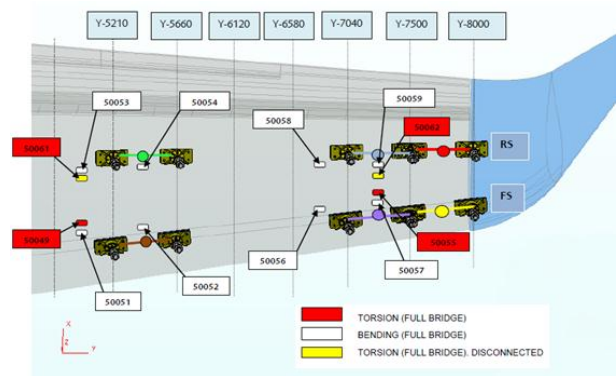 Y-5210
Y-5660
Y-6120
Y-6580
Y-7040
Y-7500
Y-8000
50053
50054
50058
50059
50061
50062
RS
FS
50049
50055
50051
50052
50056
50057
X
Z
Y
TORSION (FULL BRIDGE)
BENDING (FULL BRIDGE)
TORSION (FULL BRIDGE). DISCONNECTED